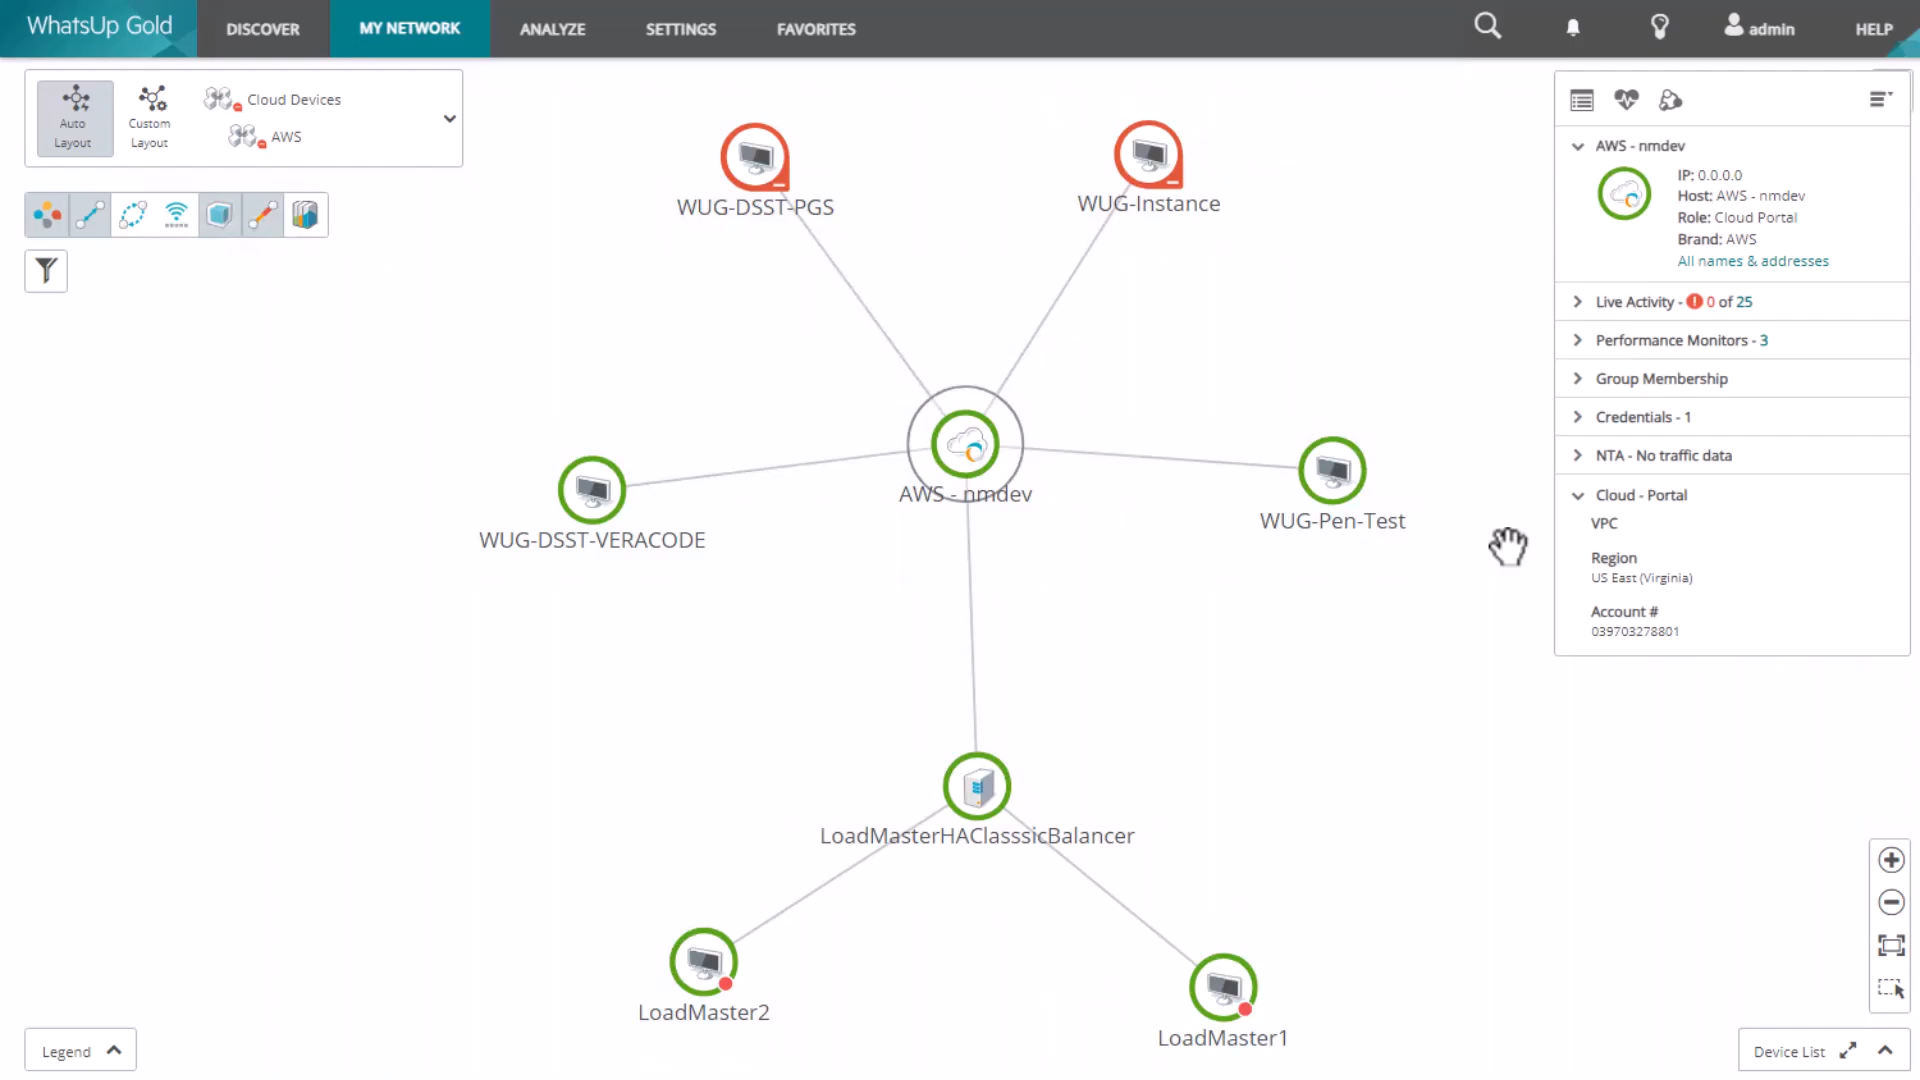 WhatsUp Gold
DISCOVER
MY NETWORK
ANALYZE
SETTINGS
FAVORITES
admin
HELP
Auto
Layout
Custom
Layout
Cloud Devices
AWS
WUG-DSST-PGS
WUG-Instance
AWS - nmdev
WUG-DSST-VERACODE
WUG-Pen-Test
LoadMasterHAClasssicBalancer
LoadMaster2
LoadMaster1
AWS - nmdev
IP: 0.0.0.0
Host: AWS - nmdev
Role: Cloud Portal
Brand: AWS
All names & addresses
Live Activity - 0 of 25
Performance Monitors - 3
Group Membership
Credentials - 1
NTA - No traffic data
Cloud - Portal
VPC
Region
US East (Virginia)
Account #
039703278801
Legend
Device List